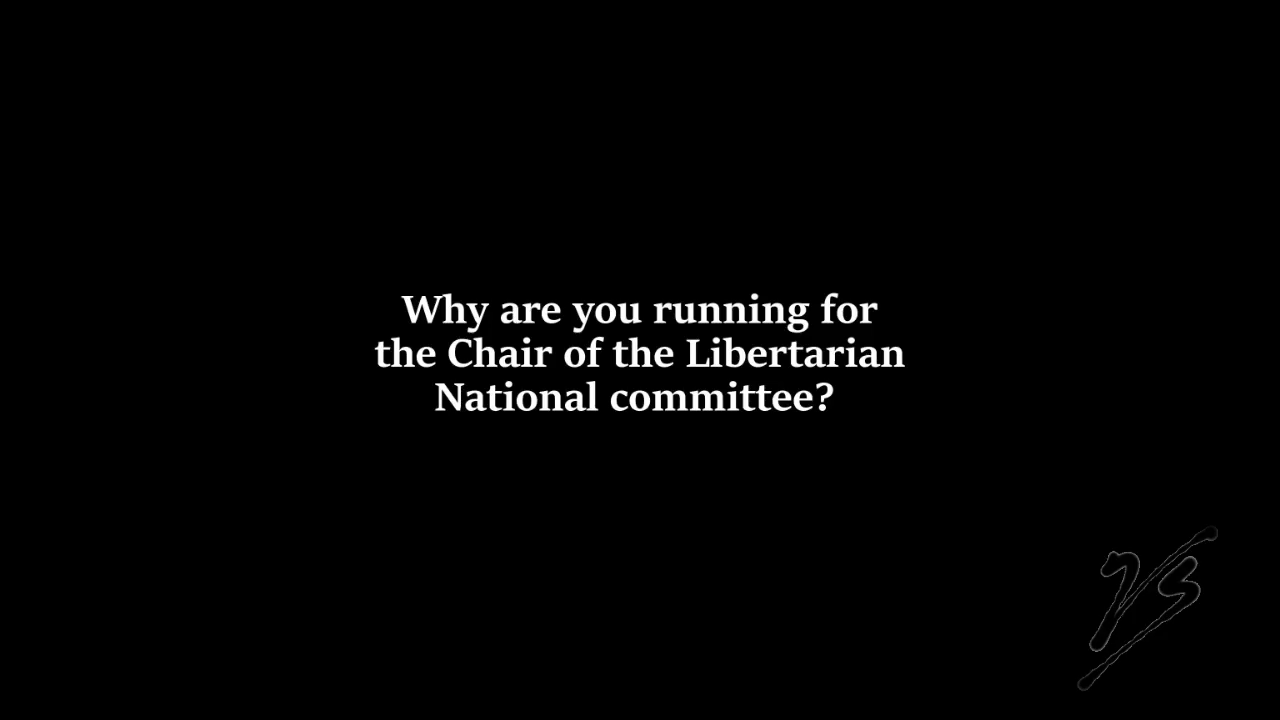 Why are you running for
the Chair of the Libertarian
National committee?